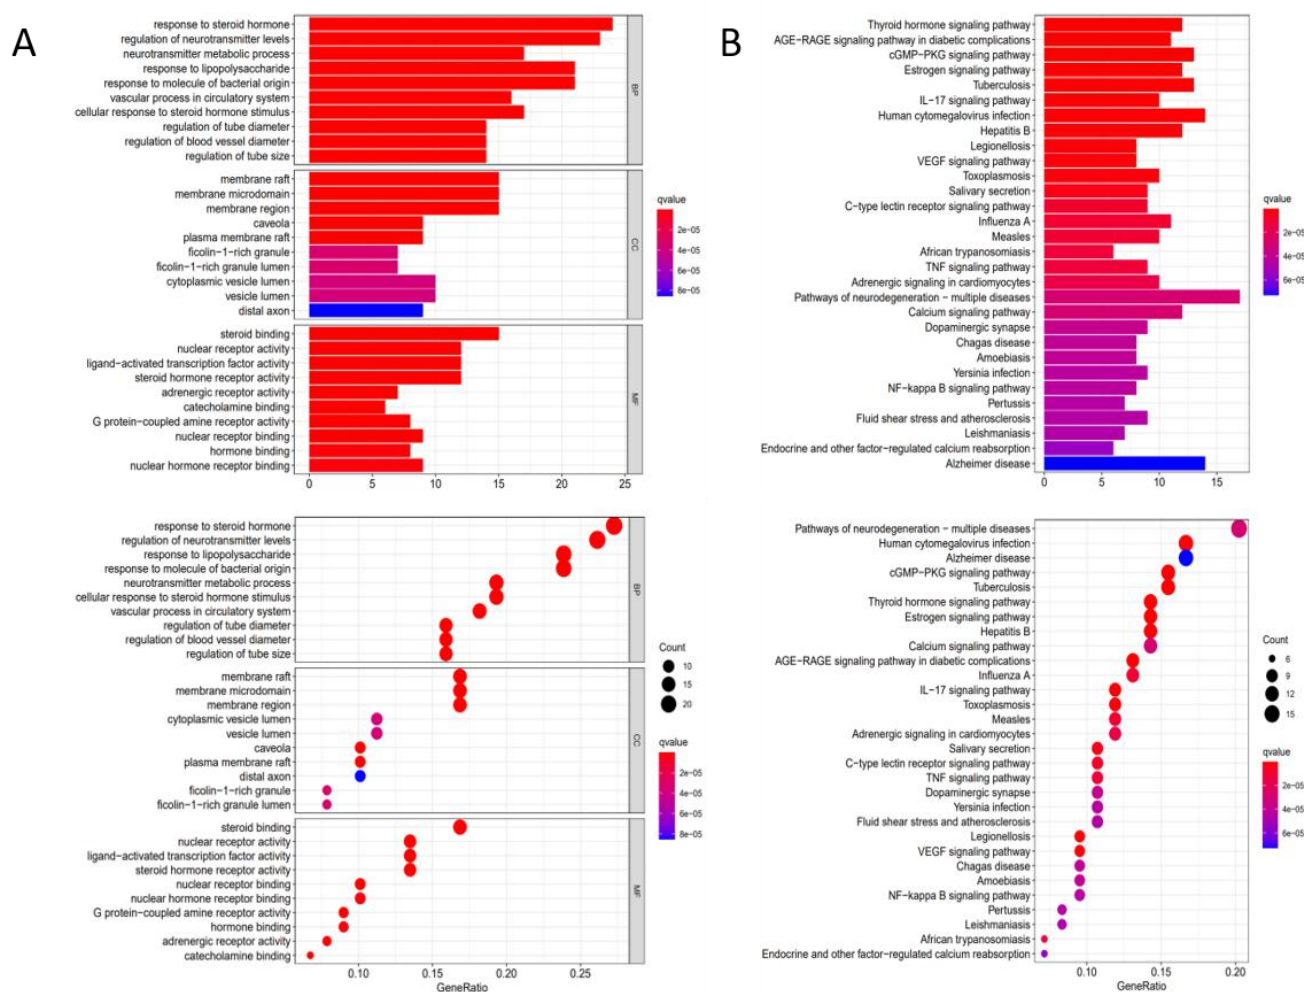 A
response to steroid hormone
regulation of neurotransmitter levels
neurotransmitter metabolic process
response to lipopolysaccharide
response to molecule of bacterial origin
vascular process in circulatory system
cellular response to steroid hormone stimulus
regulation of tube diameter
regulation of blood vessel diameter
regulation of tube size
BP
membrane raft
membrane microdomain
membrane region
caveola
plasma membrane raft
ficolin−1−rich granule
ficolin−1−rich granule lumen
cytoplasmic vesicle lumen
vesicle lumen
distal axon
CC
steroid binding
nuclear receptor activity
ligand−activated transcription factor activity
steroid hormone receptor activity
adrenergic receptor activity
catecholamine binding
G protein−coupled amine receptor activity
nuclear receptor binding
hormone binding
nuclear hormone receptor binding
MF
0 5 10 15 20 25
qvalue
2e−05
4e−05
6e−05
8e−05
B
Thyroid hormone signaling pathway
AGE−RAGE signaling pathway in diabetic complications
cGMP−PKG signaling pathway
Estrogen signaling pathway
Tuberculosis
IL−17 signaling pathway
Human cytomegalovirus infection
Hepatitis B
Legionellosis
VEGF signaling pathway
Toxoplasmosis
Salivary secretion
C−type lectin receptor signaling pathway
Influenza A
Measles
African trypanosomiasis
TNF signaling pathway
Adrenergic signaling in cardiomyocytes
Pathways of neurodegeneration − multiple diseases
Calcium signaling pathway
Dopaminergic synapse
Chagas disease
Amoebiasis
Yersinia infection
NF−kappa B signaling pathway
Pertussis
Fluid shear stress and atherosclerosis
Leishmaniasis
Endocrine and other factor−regulated calcium reabsorption
Alzheimer disease
0 5 10 15
qvalue
2e−05
4e−05
6e−05
response to steroid hormone
regulation of neurotransmitter levels
response to lipopolysaccharide
response to molecule of bacterial origin
neurotransmitter metabolic process
cellular response to steroid hormone stimulus
vascular process in circulatory system
regulation of tube diameter
regulation of blood vessel diameter
regulation of tube size
BP
membrane raft
membrane microdomain
membrane region
cytoplasmic vesicle lumen
vesicle lumen
caveola
plasma membrane raft
distal axon
ficolin−1−rich granule
ficolin−1−rich granule lumen
CC
steroid binding
nuclear receptor activity
ligand−activated transcription factor activity
steroid hormone receptor activity
nuclear receptor binding
nuclear hormone receptor binding
G protein−coupled amine receptor activity
hormone binding
adrenergic receptor activity
catecholamine binding
MF
0.10 0.15 0.20 0.25
GeneRatio
Count
10
15
20
qvalue
2e−05
4e−05
6e−05
8e−05
Pathways of neurodegeneration − multiple diseases
Human cytomegalovirus infection
Alzheimer disease
cGMP−PKG signaling pathway
Tuberculosis
Thyroid hormone signaling pathway
Estrogen signaling pathway
Hepatitis B
Calcium signaling pathway
AGE−RAGE signaling pathway in diabetic complications
Influenza A
IL−17 signaling pathway
Toxoplasmosis
Measles
Adrenergic signaling in cardiomyocytes
Salivary secretion
C−type lectin receptor signaling pathway
TNF signaling pathway
Dopaminergic synapse
Yersinia infection
Fluid shear stress and atherosclerosis
Legionellosis
VEGF signaling pathway
Chagas disease
Amoebiasis
NF−kappa B signaling pathway
Pertussis
Leishmaniasis
African trypanosomiasis
Endocrine and other factor−regulated calcium reabsorption
0.10 0.15 0.20
GeneRatio
Count
6
9
12
15
qvalue
2e−05
4e−05
6e−05